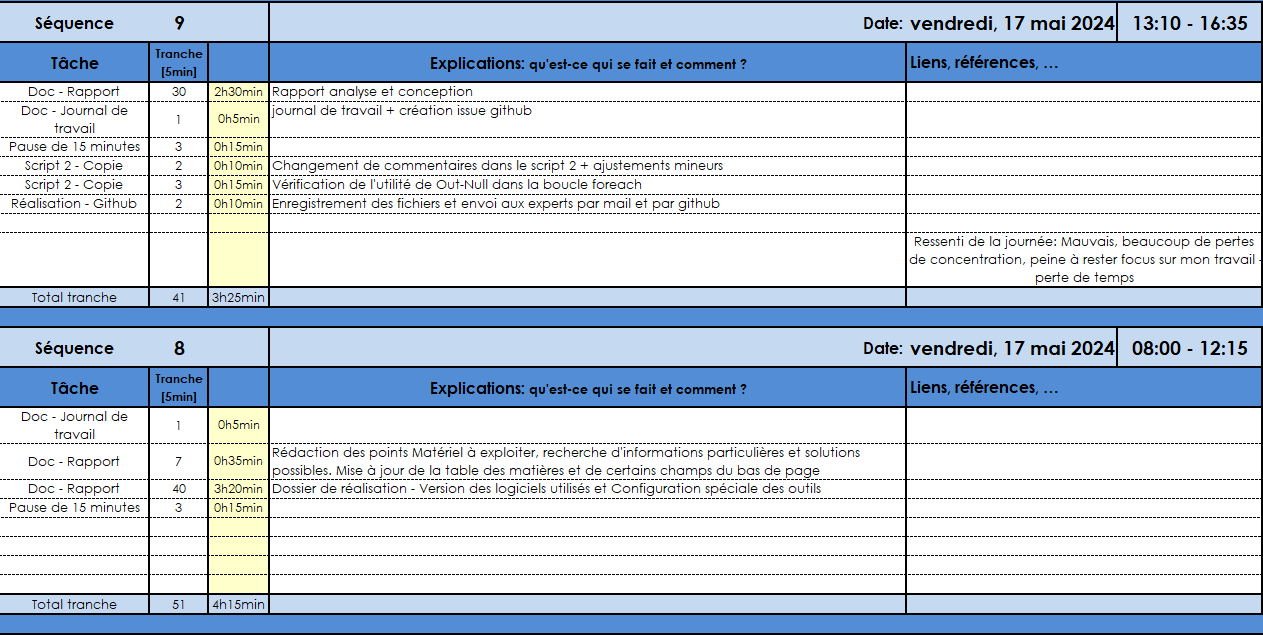 Séquence 9 Date: vendredi, 17 mai 2024 13:10 - 16:35
Tâche Tranche [5min] Explications: qu'est-ce qui se fait et comment ? Liens, références, ...
Doc - Rapport 30 2h30min Rapport analyse et conception
Doc - Journal de travail 1 0h5min journal de travail + création issue github
Pause de 15 minutes 3 0h15min
Script 2 - Copie 2 0h10min Changement de commentaires dans le script 2 + ajustements mineurs
Script 2 - Copie 3 0h15min Vérification de l'utilité de Out-Null dans la boucle foreach
Réalisation - Github 2 0h10min Enregistrement des fichiers et envoi aux experts par mail et par github
Ressenti de la journée: Mauvais, beaucoup de pertes
de concentration, peine à rester focus sur mon travail -
perte de temps
Total tranche 41 3h25min
Séquence 8 Date: vendredi, 17 mai 2024 08:00 - 12:15
Tâche Tranche [5min] Explications: qu'est-ce qui se fait et comment ? Liens, références, ...
Doc - Journal de travail 1 0h5min
Doc - Rapport 7 0h35min Rédaction des points Matériel à exploiter, recherche d'informations particulières et solutions
possibles. Mise à jour de la table des matières et de certains champs du bas de page
Doc - Rapport 40 3h20min Dossier de réalisation - Version des logiciels utilisés et Configuration spéciale des outils
Pause de 15 minutes 3 0h15min
Total tranche 51 4h15min